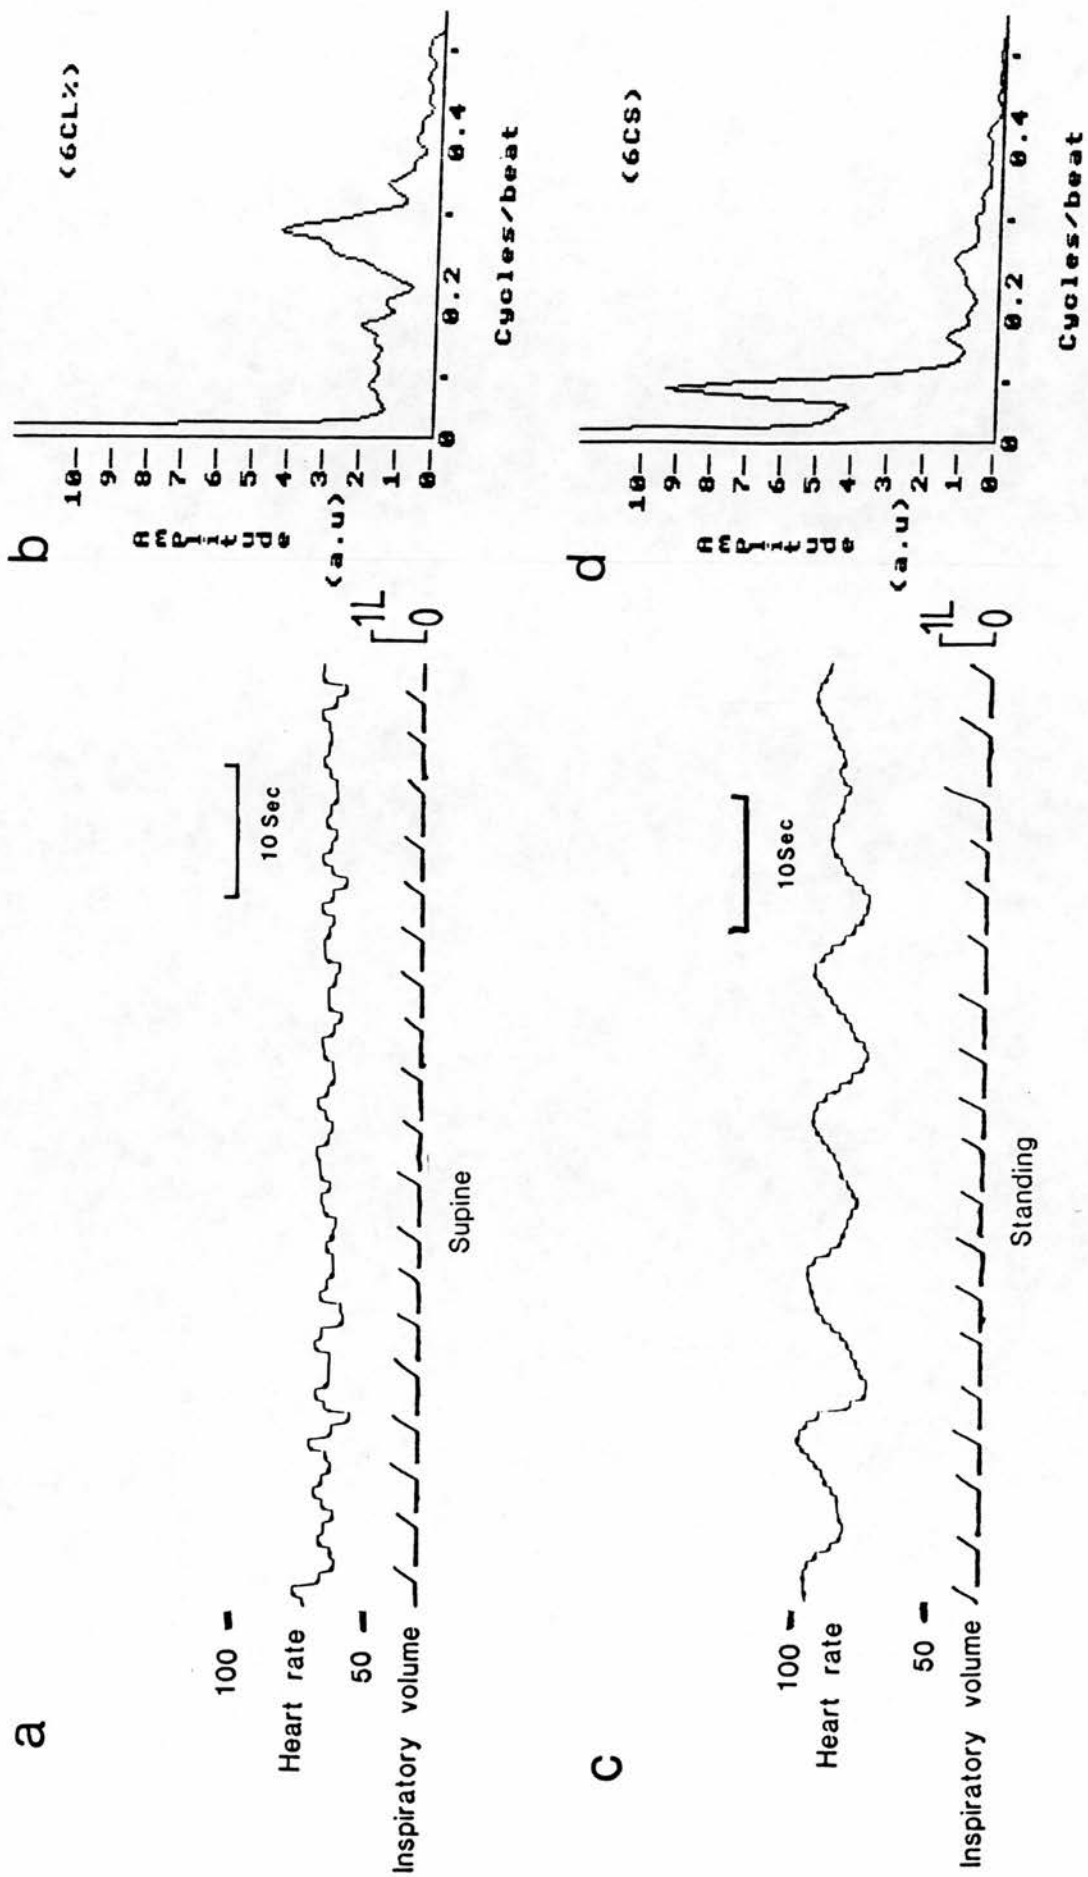 a
100
Heart rate
50
Inspiratory volume
10 Sec
1L
0
Supine
b
<6CL%>
Amplitude
<a.u>
10
9
8
7
6
5
4
3
2
1
0
0 0.2 0.4
Cycles/beat
c
100
Heart rate
50
Inspiratory volume
10Sec
1L
0
Standing
d
<6CS>
Amplitude
<a.u>
10
9
8
7
6
5
4
3
2
1
0
0 0.2 0.4
Cycles/beat